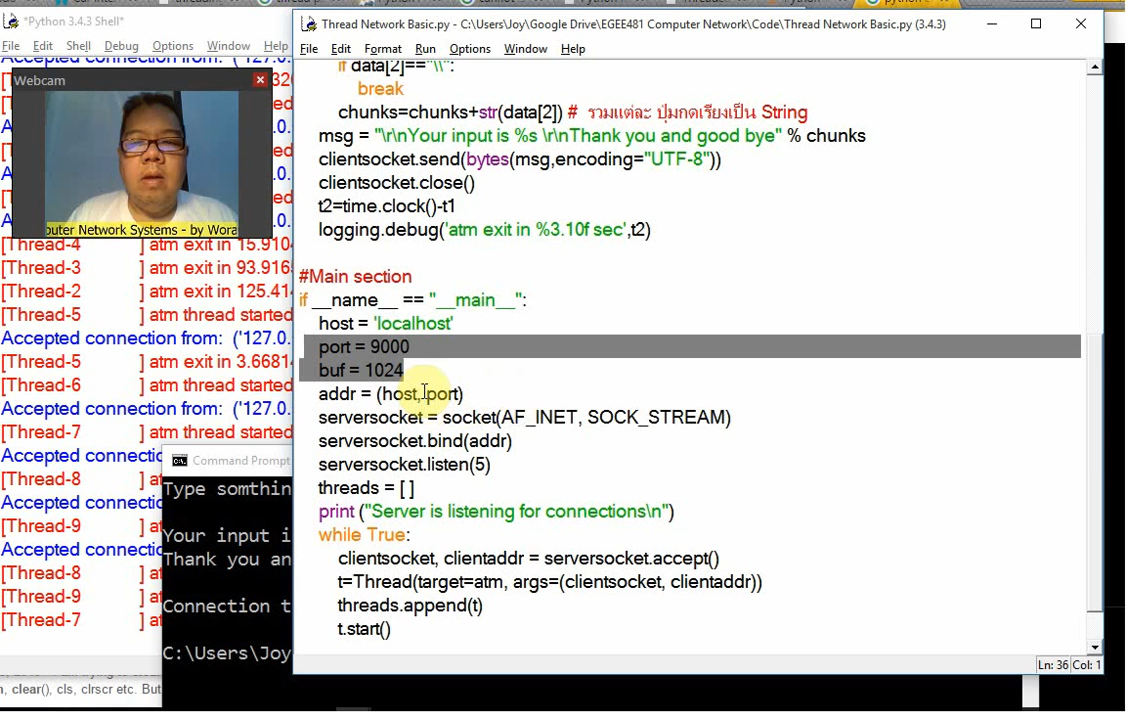 *Python 3.4.3 Shell*
File Edit Shell Debug Options Window Help
Accepted connection from: ('127.0.
Webcam
puter Network Systems - by Wora
[Thread-4 ] atm exit in 15.9104
[Thread-3 ] atm exit in 93.916
[Thread-2 ] atm exit in 125.414
[Thread-5 ] atm thread started
Accepted connection from: ('127.0.
[Thread-5 ] atm exit in 3.6681
[Thread-6 ] atm thread started
Accepted connection from: ('127.0.
[Thread-7 ] atm thread started
Accepted connectio
[Thread-8 ] at
Accepted connectio
[Thread-9 ] at
Accepted connectio
[Thread-8 ] at
[Thread-9 ] at
[Thread-7 ] at
, clear(), cls, clrscr etc. But
Command Prompt
Type somthin
Your input i
Thank you an
Connection t
C:\Users\Joy
Thread Network Basic.py - C:\Users\Joy\Google Drive\EGEE481 Computer Network\Code\Thread Network Basic.py (3.4.3)
File Edit Format Run Options Window Help
if data[2]=="\\":
break
chunks=chunks+str(data[2]) # รวมแต่ละ ปุ่มกดเรียงเป็น String
msg = "\r\nYour input is %s \r\nThank you and good bye" % chunks
clientsocket.send(bytes(msg,encoding="UTF-8"))
clientsocket.close()
t2=time.clock()-t1
logging.debug('atm exit in %3.10f sec',t2)
#Main section
if __name__ == "__main__":
host = 'localhost'
port = 9000
buf = 1024
addr = (host, port)
serversocket = socket(AF_INET, SOCK_STREAM)
serversocket.bind(addr)
serversocket.listen(5)
threads = [ ]
print ("Server is listening for connections\n")
while True:
clientsocket, clientaddr = serversocket.accept()
t=Thread(target=atm, args=(clientsocket, clientaddr))
threads.append(t)
t.start()
Ln: 36 Col: 1